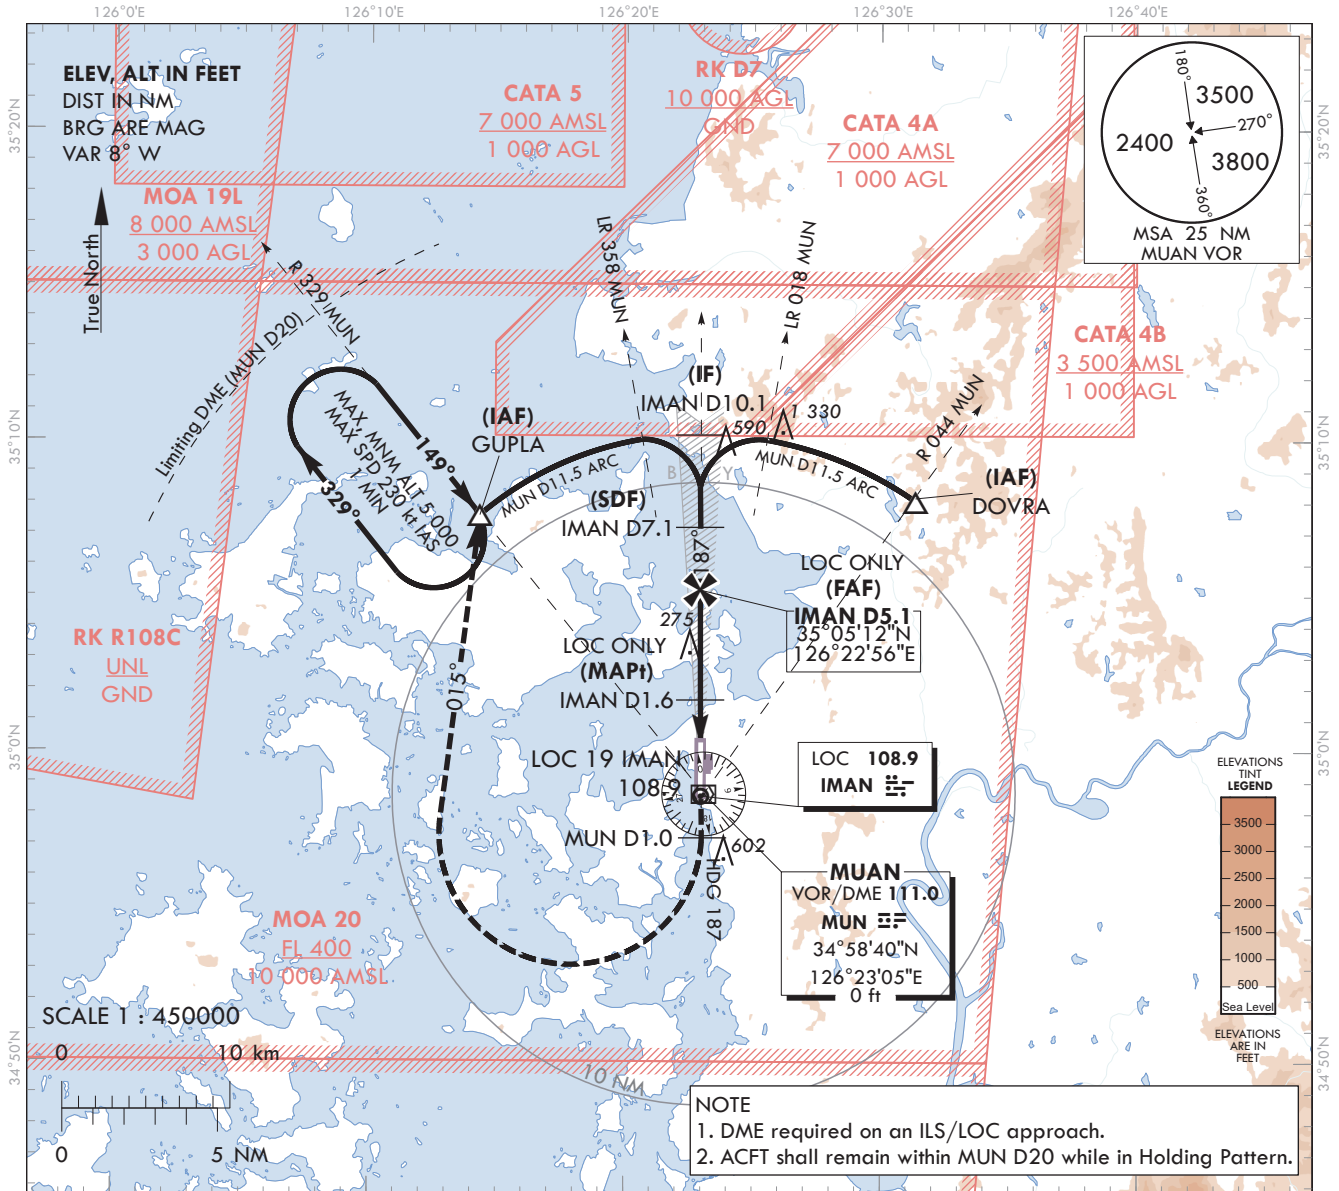 126°0'E
126°10'E
126°20'E
126°30'E
126°40'E
35°20'N
35°10'N
35°0'N
34°50'N
35°20'N
35°10'N
35°0'N
34°50'N
ELEV, ALT IN FEET
DIST IN NM
BRG ARE MAG
VAR 8° W
True North
MOA 19L
8 000 AMSL
3 000 AGL
CATA 5
7 000 AMSL
1 000 AGL
RK D7
10 000 AGL
GND
CATA 4A
7 000 AMSL
1 000 AGL
180°
3500
270°
2400
3800
360°
MSA 25 NM
MUAN VOR
CATA 4B
3 500 AMSL
1 000 AGL
R 329 MUN
Limiting DME (MUN D20)
LR 358 MUN
LR 018 MUN
R 044 MUN
(IF)
IMAN D10.1
590
1 330
(IAF)
GUPLA
MUN D11.5 ARC
MUN D11.5 ARC
(IAF)
DOVRA
MAX, MNM ALT 5 000
MAX SPD 230 kt IAS
1 MIN
149°
329°
B
Y
(SDF)
IMAN D7.1
187°
LOC ONLY
(FAF)
IMAN D5.1
35°05'12"N
126°22'56"E
275
LOC ONLY
(MAPt)
IMAN D1.6
015°
RK R108C
UNL
GND
LOC 19 IMAN
108.9
LOC 108.9
IMAN
MUN D1.0
602
HDG 187
MUAN
VOR/DME 111.0
MUN
34°58'40"N
126°23'05"E
0 ft
MOA 20
FL 400
10 000 AMSL
ELEVATIONS
TINT
LEGEND
3500
3000
2500
2000
1500
1000
500
Sea Level
ELEVATIONS
ARE IN
FEET
SCALE 1 : 450000
0
10 km
0
5 NM
10 NM
NOTE
1. DME required on an ILS/LOC approach.
2. ACFT shall remain within MUN D20 while in Holding Pattern.